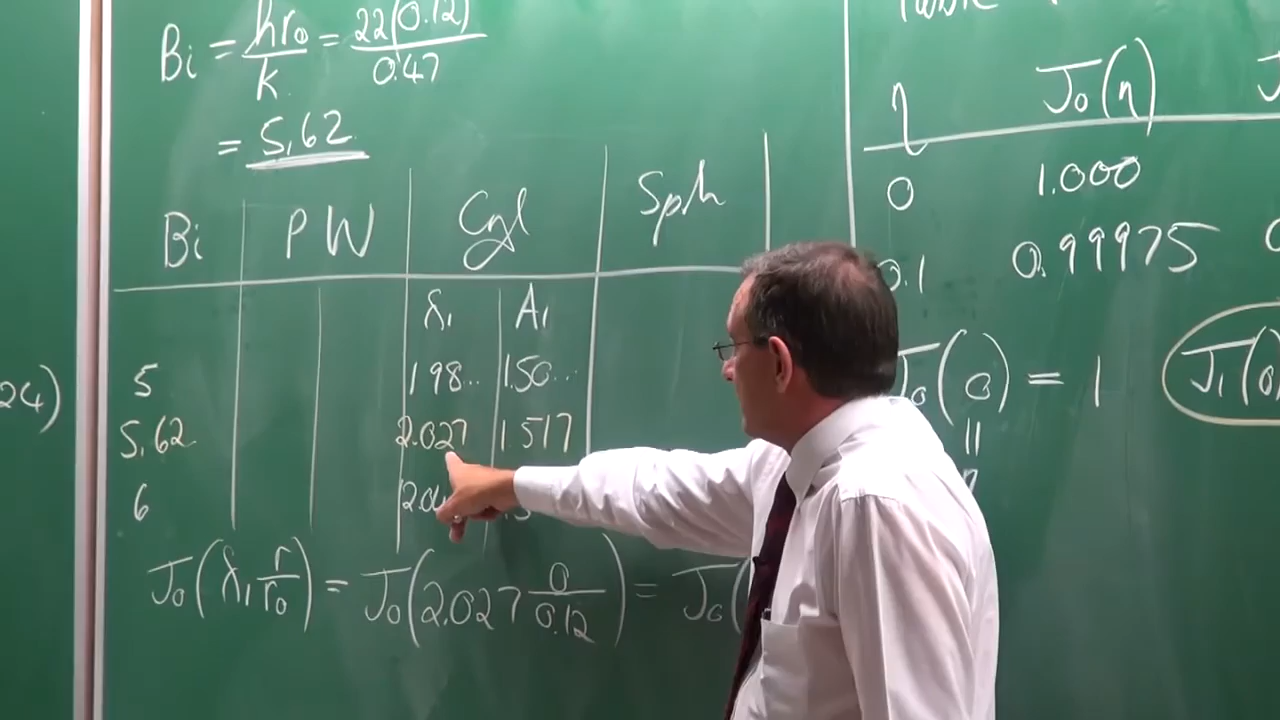 Bi = hr₀/k = 22(0.12)/0.47
= 5.62
Bi PW Cyl Sph
λ₁ A₁
5 1.98... 1.50...
5.62 2.027 1.517
6
J₀(λ₁ r/r₀) = J₀(2.027 0/0.12) = J₀(
24)
Table
η J₀(η)
0 1.000
0.1 0.99975
J₀(0) = 1